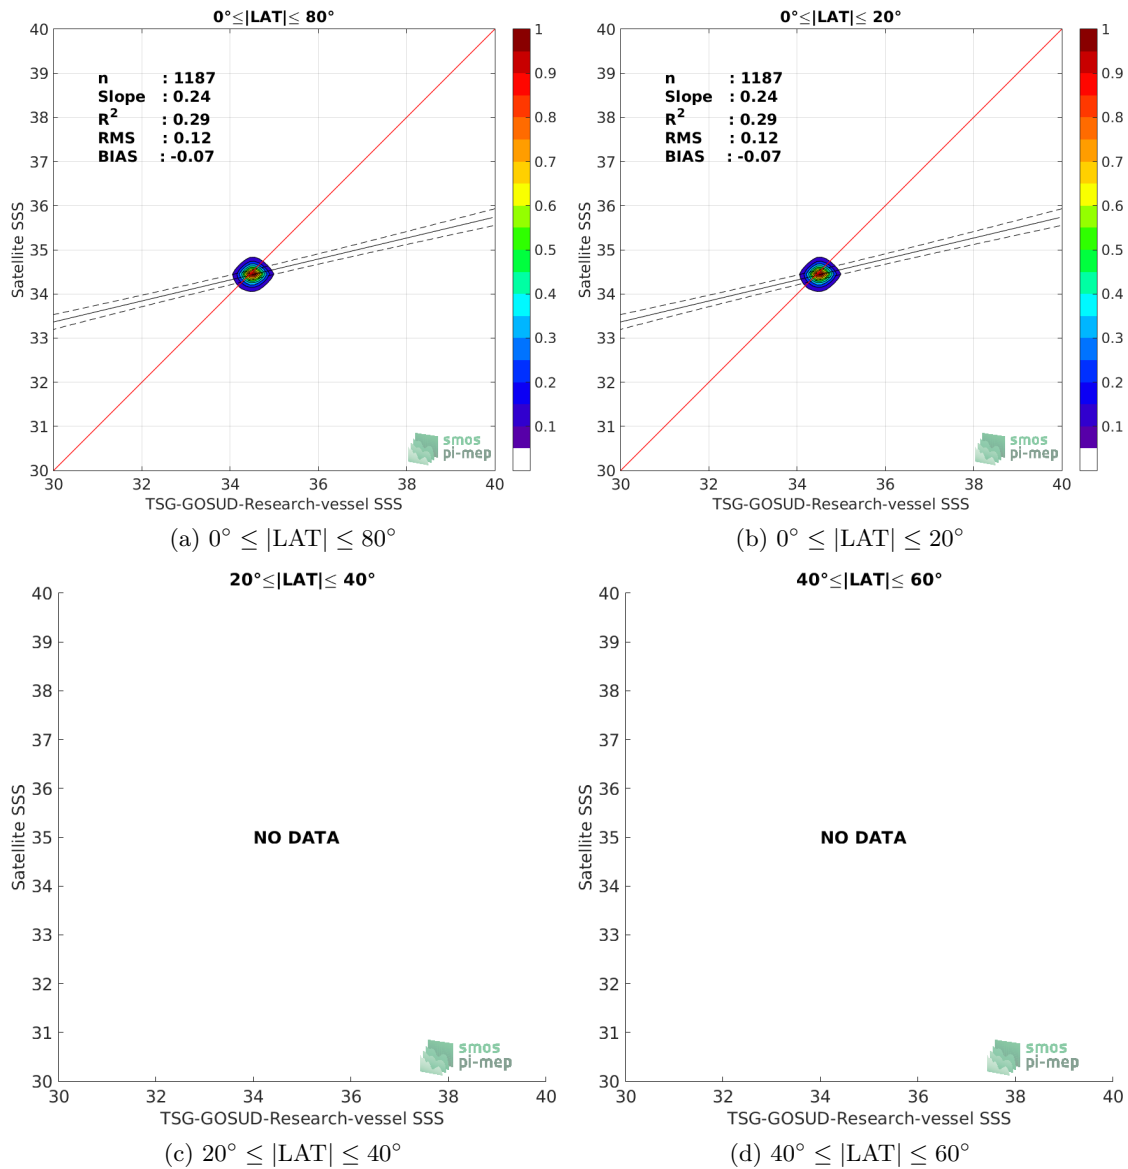 0°≤|LAT|≤ 80°
40
39
38
37
36
35
34
33
32
31
30
Satellite SSS
n : 1187
Slope : 0.24
R² : 0.29
RMS : 0.12
BIAS : -0.07
smos
pi-mep
30 32 34 36 38 40
TSG-GOSUD-Research-vessel SSS
1
0.9
0.8
0.7
0.6
0.5
0.4
0.3
0.2
0.1
(a) 0° ≤ |LAT| ≤ 80°
0°≤|LAT|≤ 20°
40
39
38
37
36
35
34
33
32
31
30
Satellite SSS
n : 1187
Slope : 0.24
R² : 0.29
RMS : 0.12
BIAS : -0.07
smos
pi-mep
30 32 34 36 38 40
TSG-GOSUD-Research-vessel SSS
1
0.9
0.8
0.7
0.6
0.5
0.4
0.3
0.2
0.1
(b) 0° ≤ |LAT| ≤ 20°
20°≤|LAT|≤ 40°
40
39
38
37
36
35
34
33
32
31
30
Satellite SSS
NO DATA
smos
pi-mep
30 32 34 36 38 40
TSG-GOSUD-Research-vessel SSS
(c) 20° ≤ |LAT| ≤ 40°
40°≤|LAT|≤ 60°
40
39
38
37
36
35
34
33
32
31
30
Satellite SSS
NO DATA
smos
pi-mep
30 32 34 36 38 40
TSG-GOSUD-Research-vessel SSS
(d) 40° ≤ |LAT| ≤ 60°